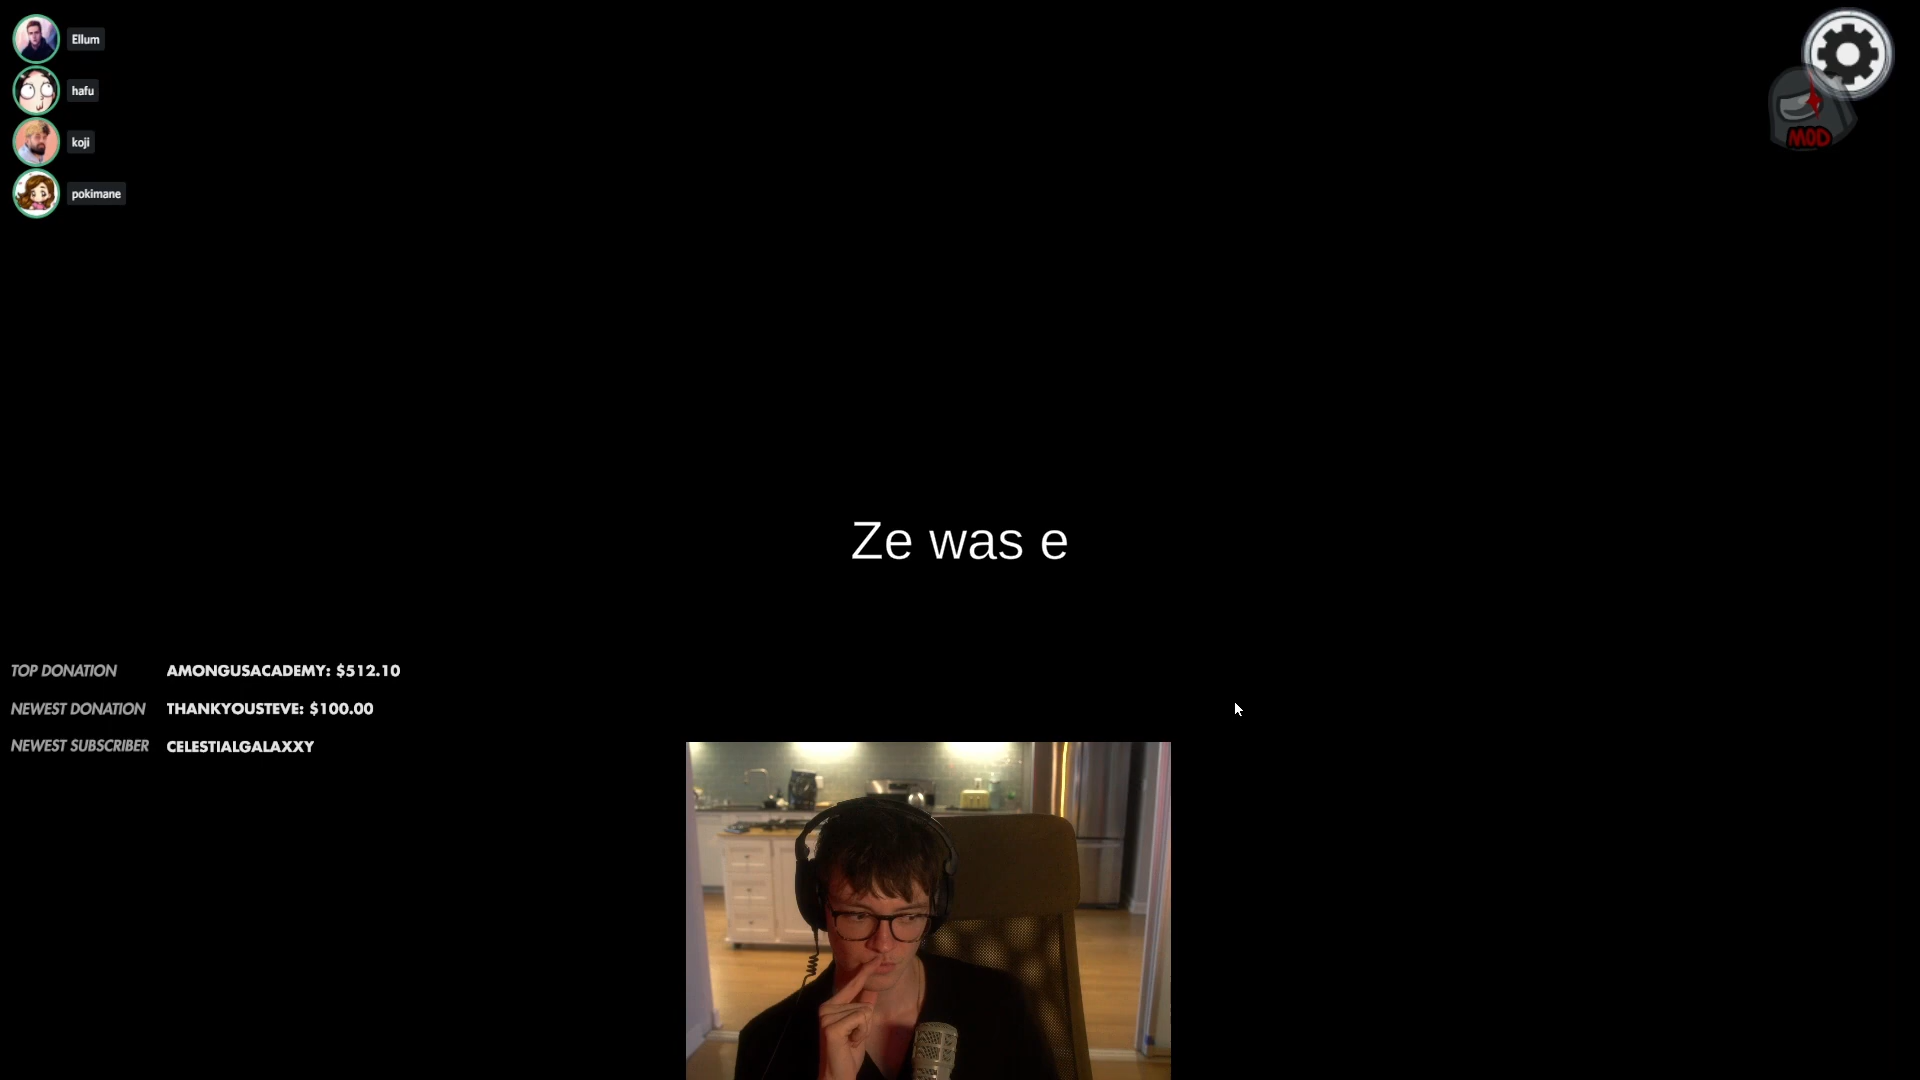 Ellum
hafu
koji
pokimane
MOD
Ze was e
TOP DONATION AMONGUSACADEMY: $512.10
NEWEST DONATION THANKYOUSTEVE: $100.00
NEWEST SUBSCRIBER CELESTIALGALAXXY